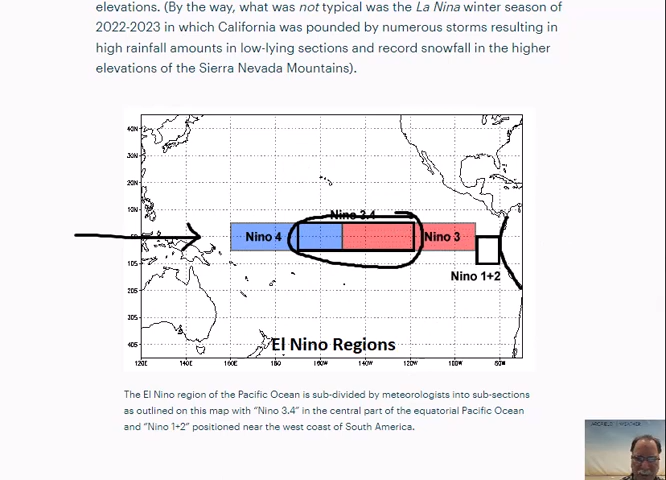 elevations. (By the way, what was not typical was the La Nina winter season of
2022-2023 in which California was pounded by numerous storms resulting in
high rainfall amounts in low-lying sections and record snowfall in the higher
elevations of the Sierra Nevada Mountains).
40N
30N
20N
10N
Nino 3.4
Nino 4
Nino 3
10S
Nino 1+2
20S
30S
40S
El Nino Regions
120E
140E
160E
180
160W
140W
120W
100W
80W
The El Nino region of the Pacific Ocean is sub-divided by meteorologists into sub-sections
as outlined on this map with “Nino 3.4” in the central part of the equatorial Pacific Ocean
and “Nino 1+2” positioned near the west coast of South America.